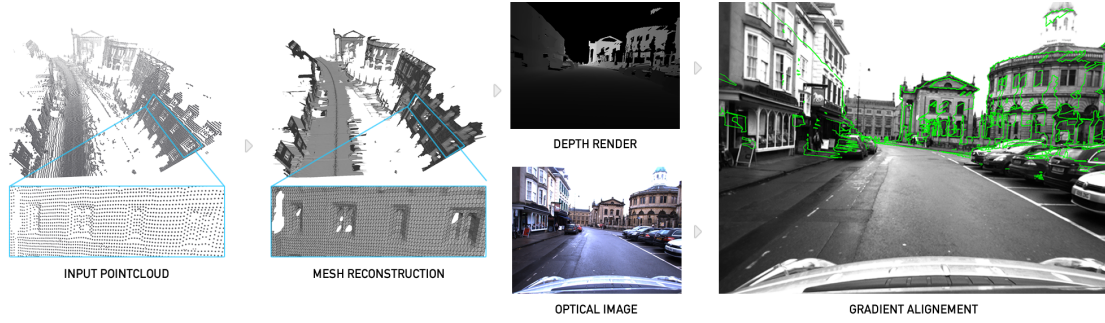 DEPTH RENDER
INPUT POINTCLOUD
MESH RECONSTRUCTION
OPTICAL IMAGE
GRADIENT ALIGNEMENT